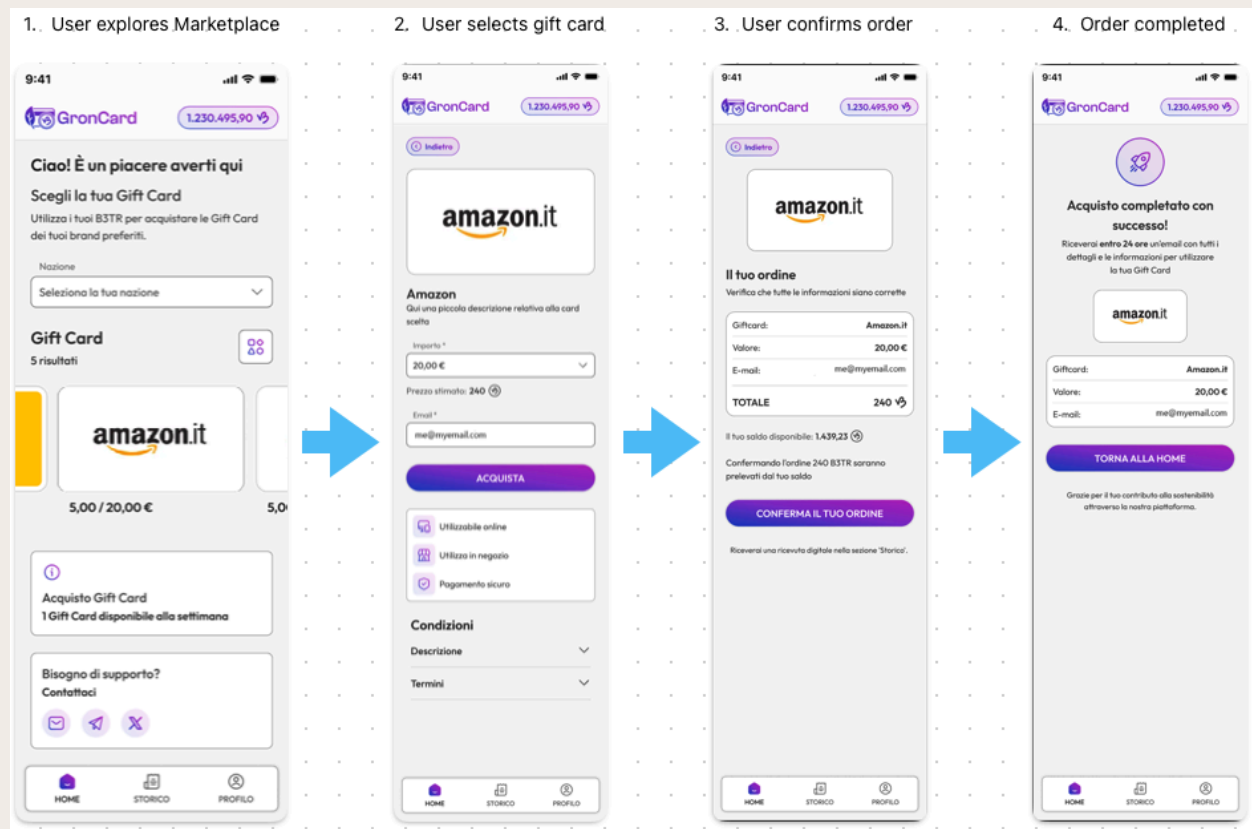 1. User explores Marketplace
9:41
GronCard
1.230.495,90
Ciao! È un piacere averti qui
Scegli la tua Gift Card
Utilizza i tuoi B3TR per acquistare le Gift Card
dei tuoi brand preferiti.
Nazione
Seleziona la tua nazione
Gift Card
5 risultati
amazon.it
5,00 / 20,00 €
5,0
Acquisto Gift Card
1 Gift Card disponibile alla settimana
Bisogno di supporto?
Contattaci
HOME STORICO PROFILO
2. User selects gift card
9:41
GronCard
1.230.495,90
Indietro
amazon.it
Amazon
Qui una piccola descrizione relativa alla card
scelta
Importo *
20,00 €
Prezzo stimato: 240
Email *
me@myemail.com
ACQUISTA
Utilizzabile online
Utilizzo in negozio
Pagamento sicuro
Condizioni
Descrizione
Termini
HOME STORICO PROFILO
3. User confirms order
9:41
GronCard
1.230.495,90
Indietro
amazon.it
Il tuo ordine
Verifica che tutte le informazioni siano corrette
Giftcard: Amazon.it
Valore: 20,00 €
E-mail: me@myemail.com
TOTALE 240
Il tuo saldo disponibile: 1.439,23
Confermando l'ordine 240 B3TR saranno
prelevati dal tuo saldo
CONFERMA IL TUO ORDINE
Riceverai una ricevuta digitale nella sezione 'Storico'.
HOME STORICO PROFILO
4. Order completed
9:41
GronCard
1.230.495,90
Acquisto completato con
successo!
Riceverai entro 24 ore un'email con tutti i
dettagli e le informazioni per utilizzare
la tua Gift Card
amazon.it
Giftcard: Amazon.it
Valore: 20,00 €
E-mail: me@myemail.com
TORNA ALLA HOME
Grazie per il tuo contributo alla sostenibilità
attraverso la nostra piattaforma.
HOME STORICO PROFILO